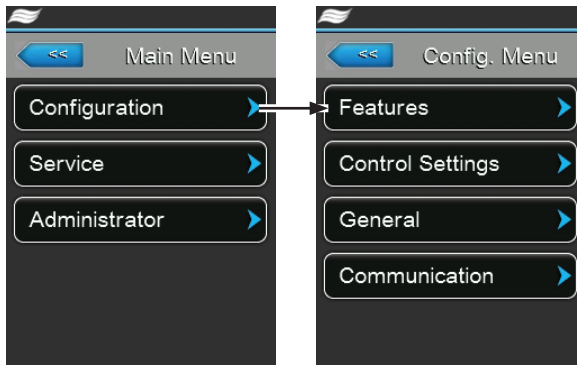 << Main Menu
Configuration
Service
Administrator
<< Config. Menu
Features
Control Settings
General
Communication